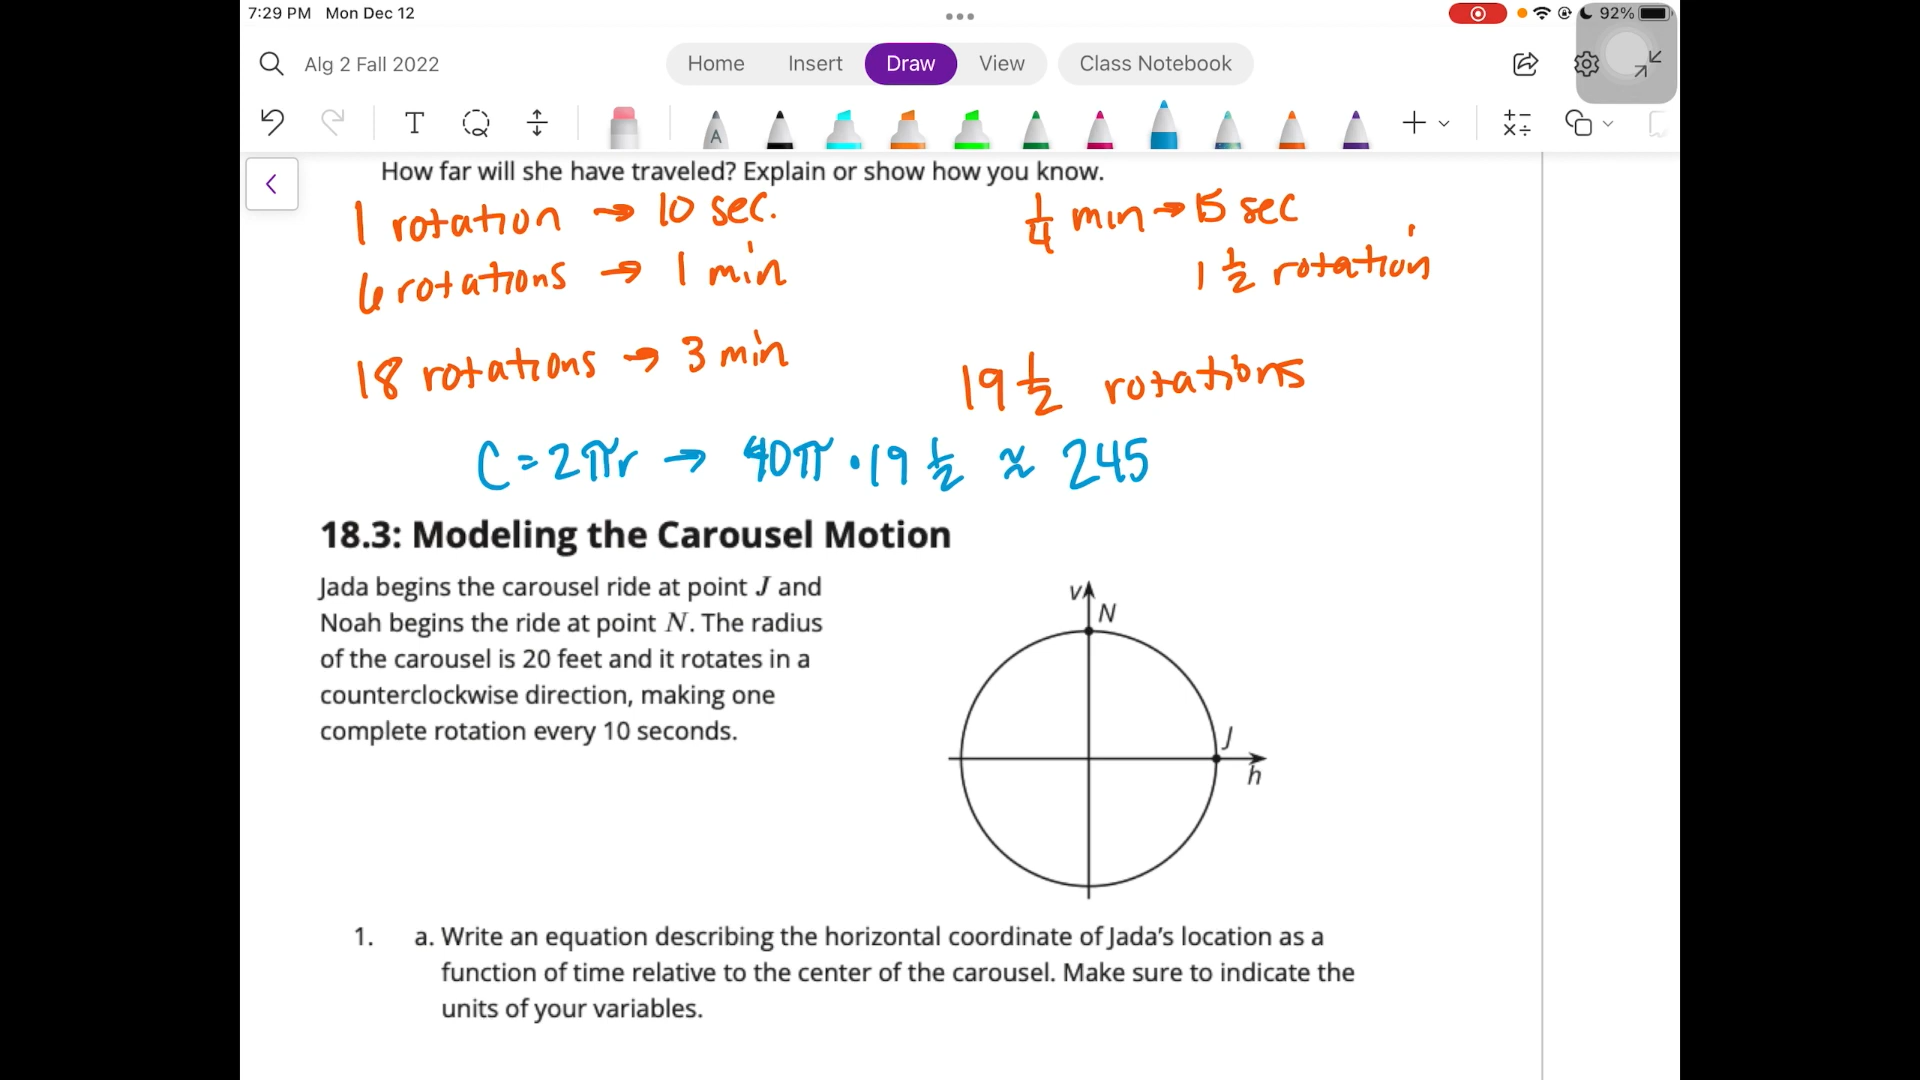 7:29 PM Mon Dec 12
92%
Alg 2 Fall 2022
Home Insert Draw View Class Notebook
T
A
How far will she have traveled? Explain or show how you know.
1 rotation → 10 sec.
1/4 min → 15 sec
6 rotations → 1 min
1 1/2 rotation
18 rotations → 3 min
19 1/2 rotations
C = 2πr → 40π · 19 1/2 ≈ 245
18.3: Modeling the Carousel Motion
Jada begins the carousel ride at point J and
Noah begins the ride at point N. The radius
of the carousel is 20 feet and it rotates in a
counterclockwise direction, making one
complete rotation every 10 seconds.
v
N
J
h
1. a. Write an equation describing the horizontal coordinate of Jada's location as a
function of time relative to the center of the carousel. Make sure to indicate the
units of your variables.